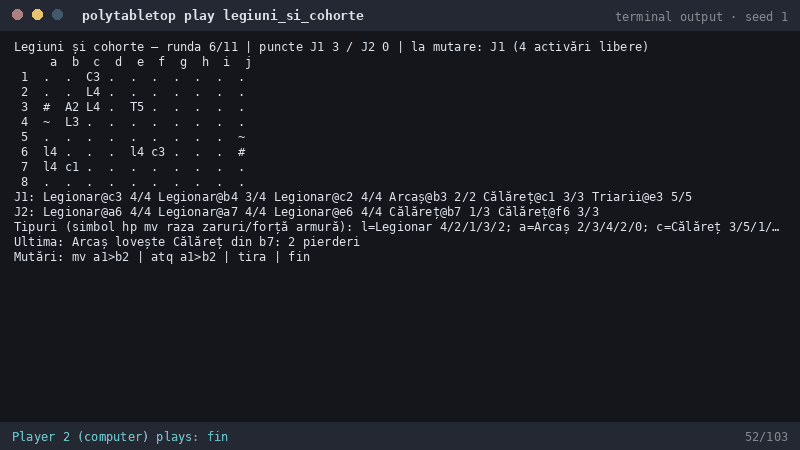 polytabletop play legiuni_si_cohorte
terminal output · seed 1
Legiuni și cohorte — runda 6/11 | puncte J1 3 / J2 0 | la mutare: J1 (4 activări libere)
a b c d e f g h i j
1 . . C3 . . . . . . .
2 . . L4 . . . . . . .
3 # A2 L4 . T5 . . . . .
4 ~ L3 . . . . . . . .
5 . . . . . . . . . ~
6 l4 . . . l4 c3 . . . #
7 l4 c1 . . . . . . . .
8 . . . . . . . . . .
J1: Legionar@c3 4/4 Legionar@b4 3/4 Legionar@c2 4/4 Arcaș@b3 2/2 Călăreț@c1 3/3 Triarii@e3 5/5
J2: Legionar@a6 4/4 Legionar@a7 4/4 Legionar@e6 4/4 Călăreț@b7 1/3 Călăreț@f6 3/3
Tipuri (simbol hp mv raza zaruri/forță armură): l=Legionar 4/2/1/3/2; a=Arcaș 2/3/4/2/0; c=Călăreț 3/5/1/…
Ultima: Arcaș lovește Călăreț din b7: 2 pierderi
Mutări: mv a1>b2 | atq a1>b2 | tira | fin
Player 2 (computer) plays: fin
52/103